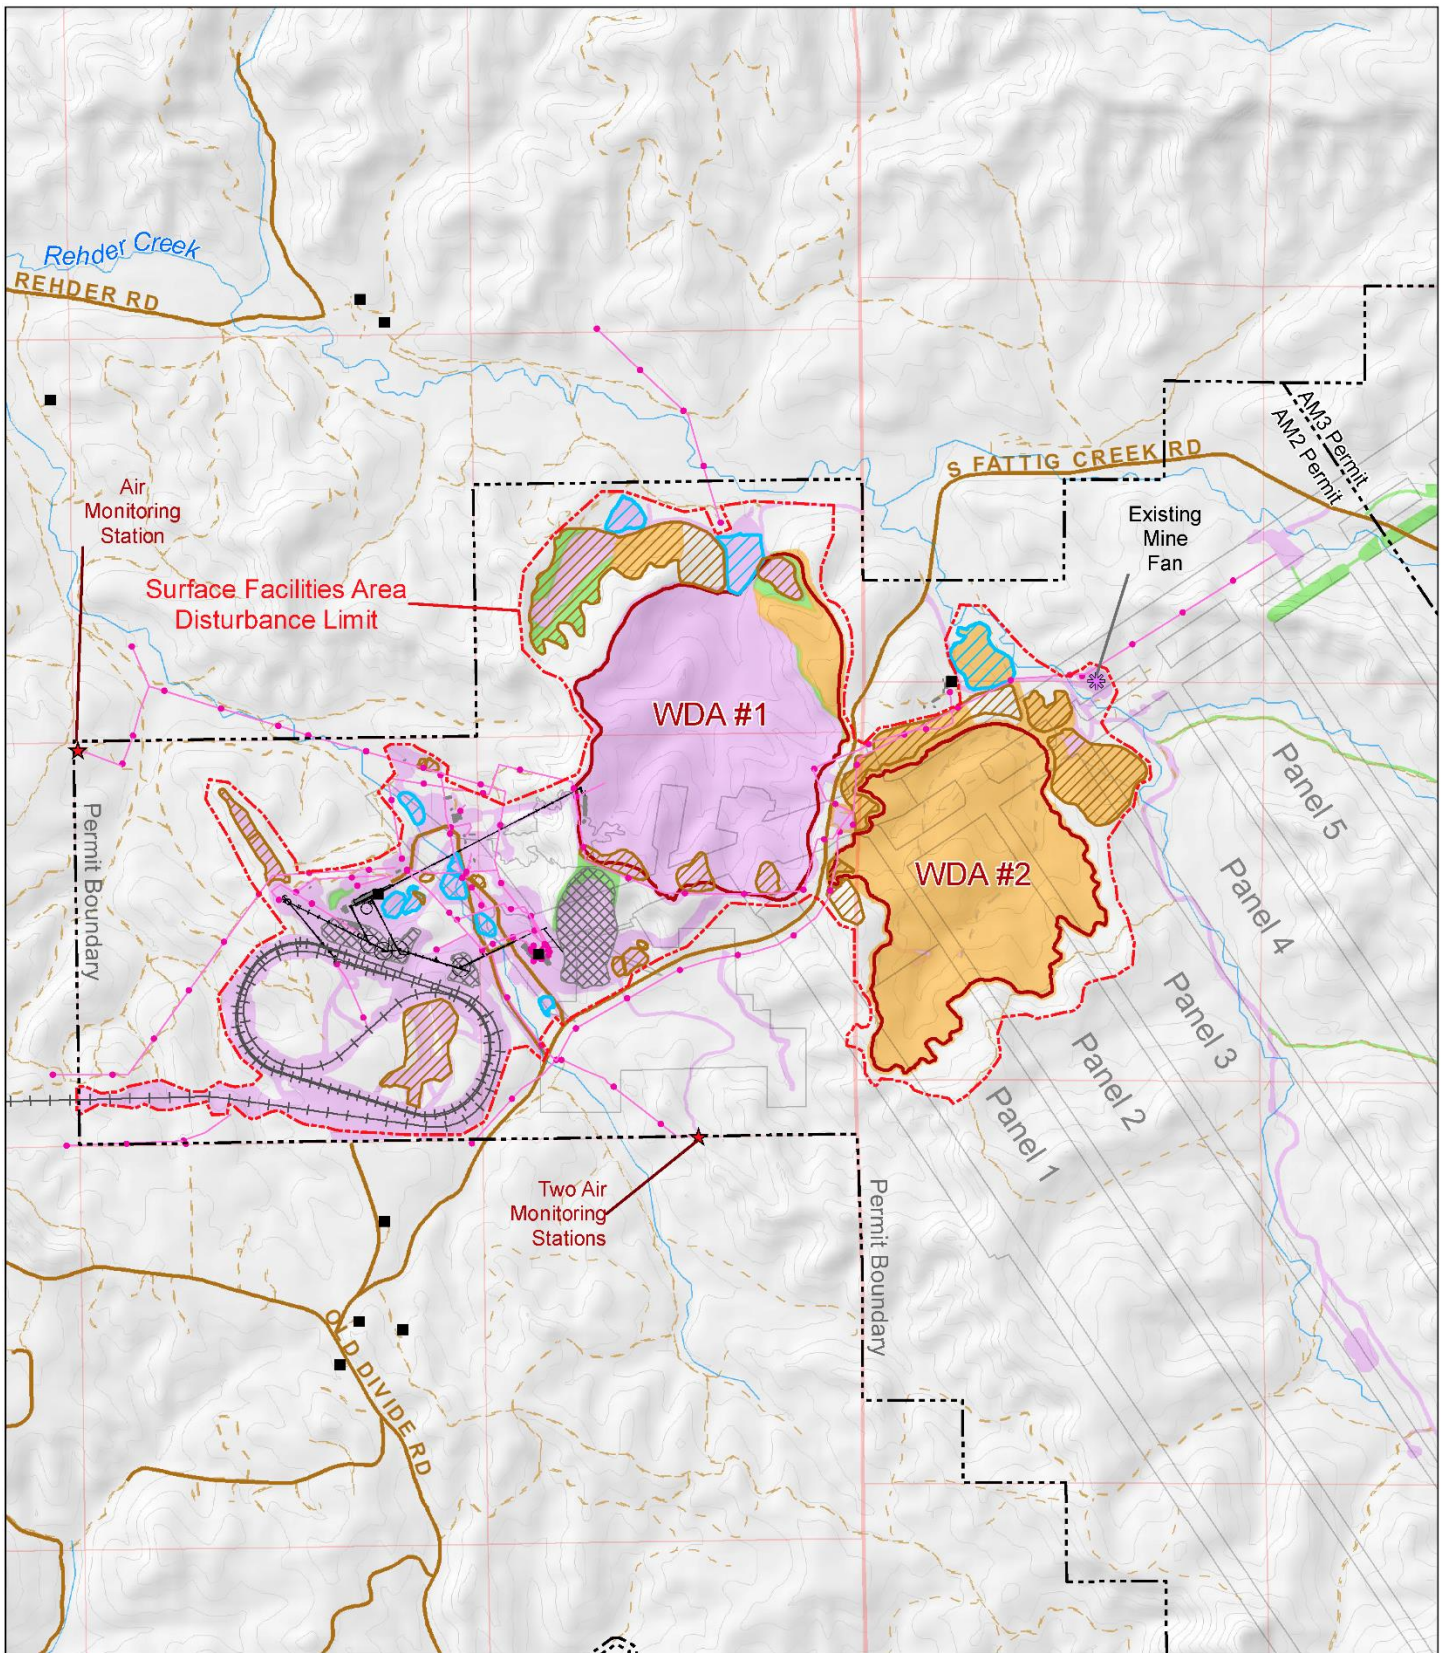 Rehder Creek
REHDER RD
AM3 Permit
AM2 Permit
S FATTIG CREEK RD
Air
Monitoring
Station
Existing
Mine
Fan
Surface Facilities Area
Disturbance Limit
WDA #1
Panel 5
Permit Boundary
WDA #2
Panel 4
Panel 3
Panel 2
Panel 1
Two Air
Monitoring
Stations
Permit Boundary
OLD DIVIDE RD